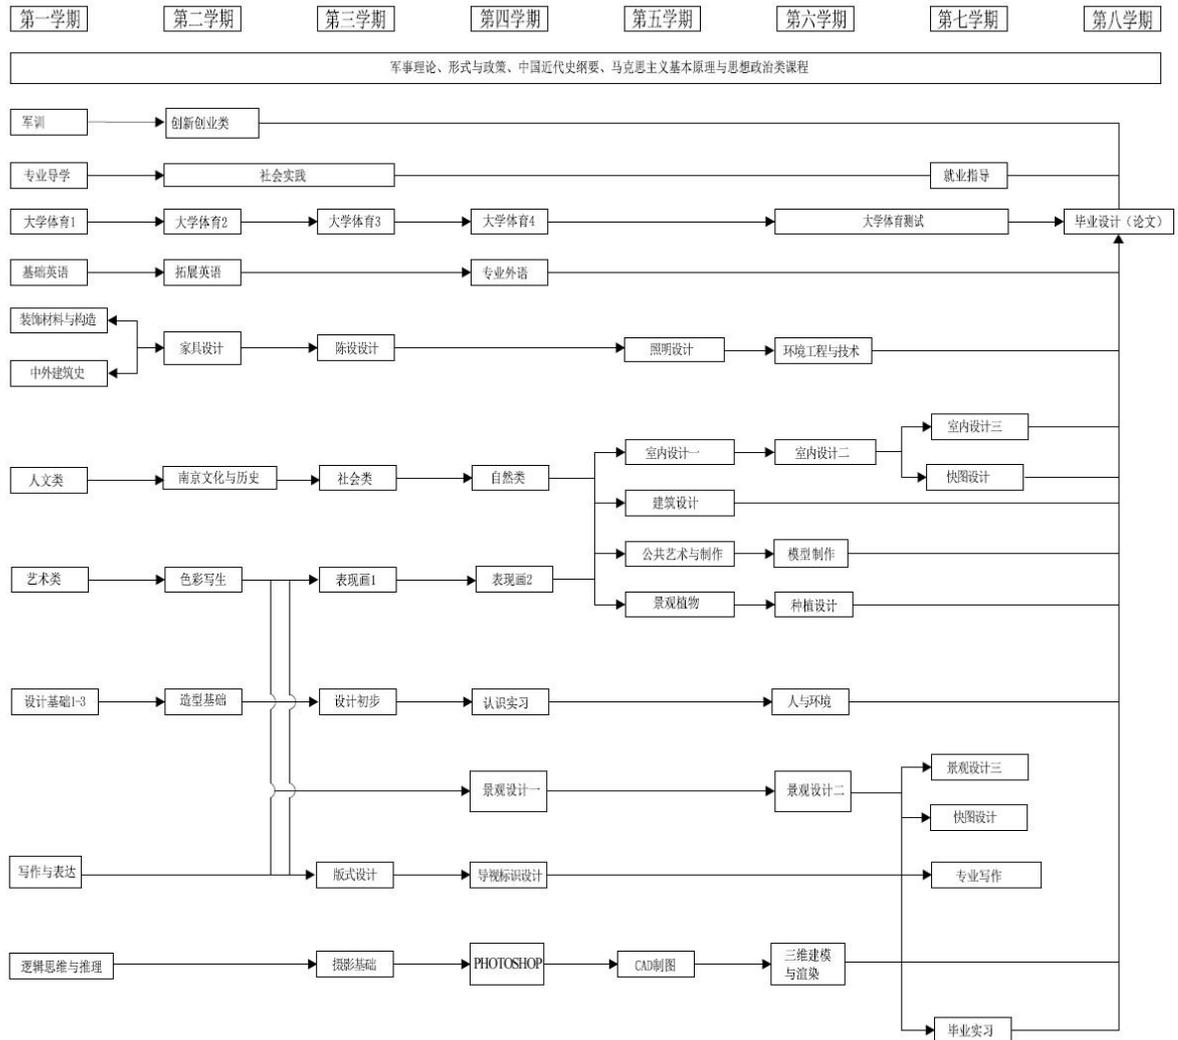 第一学期
第二学期
第三学期
第四学期
第五学期
第六学期
第七学期
第八学期
军事理论、形式与政策、中国近代史纲要、马克思主义基本原理与思想政治类课程
军训
创新创业类
专业导学
社会实践
就业指导
大学体育1
大学体育2
大学体育3
大学体育4
大学体育测试
毕业设计（论文）
基础英语
拓展英语
专业外语
装饰材料与构造
中外建筑史
家具设计
陈设设计
照明设计
环境工程与技术
人文类
南京文化与历史
社会类
自然类
室内设计一
室内设计二
室内设计三
快图设计
建筑设计
公共艺术与制作
模型制作
景观植物
种植设计
艺术类
色彩写生
表现画1
表现画2
设计基础1-3
造型基础
设计初步
认识实习
人与环境
景观设计一
景观设计二
景观设计三
快图设计
写作与表达
版式设计
导视标识设计
专业写作
逻辑思维与推理
摄影基础
PHOTOSHOP
CAD制图
三维建模
与渲染
毕业实习